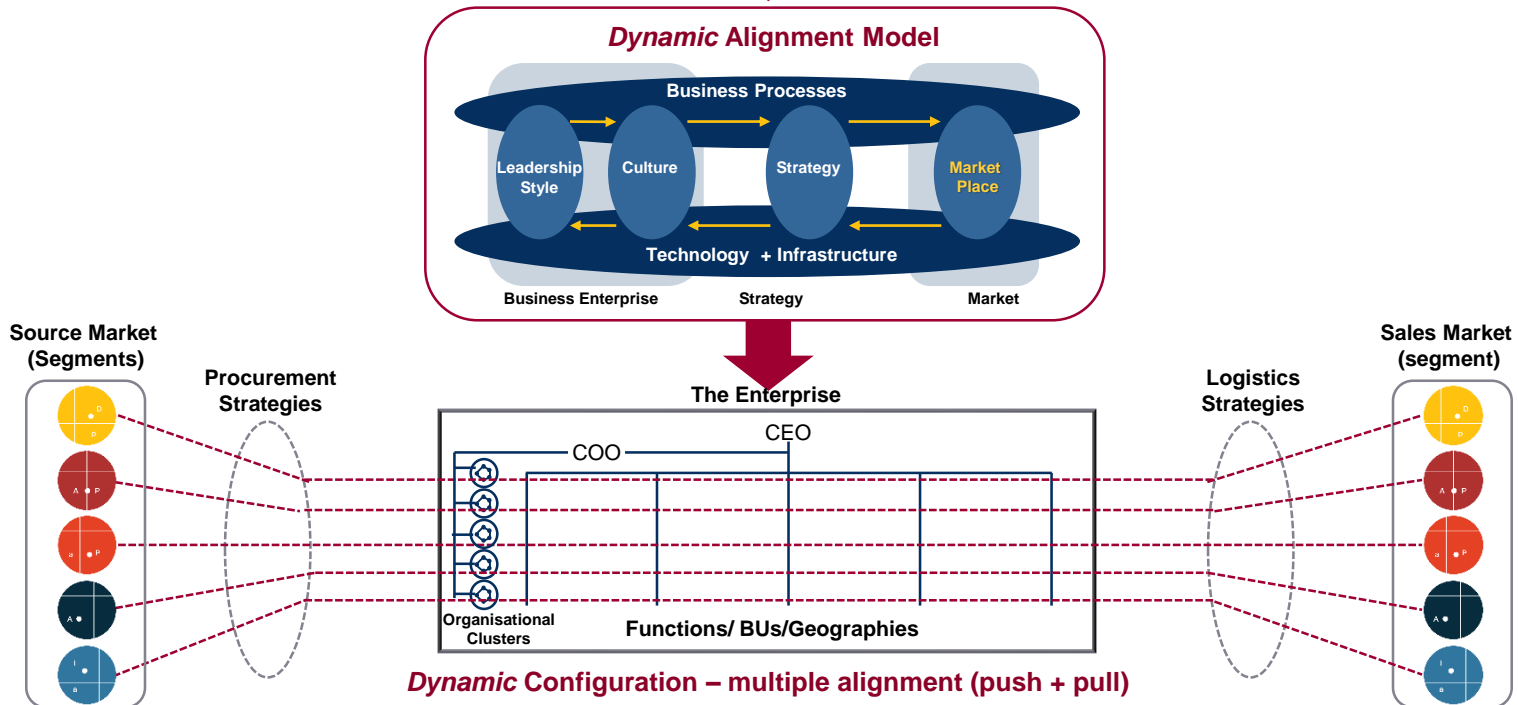 Dynamic Alignment Model
Business Processes
Leadership
Style
Culture
Strategy
Market
Place
Technology + Infrastructure
Business Enterprise
Strategy
Market
Source Market
(Segments)
Procurement
Strategies
The Enterprise
Logistics
Strategies
Sales Market
(segment)
CEO
COO
D
P
A P
a P
A
I
a
D
P
A P
a P
A
I
a
Organisational
Clusters
Functions/ BUs/Geographies
Dynamic Configuration – multiple alignment (push + pull)